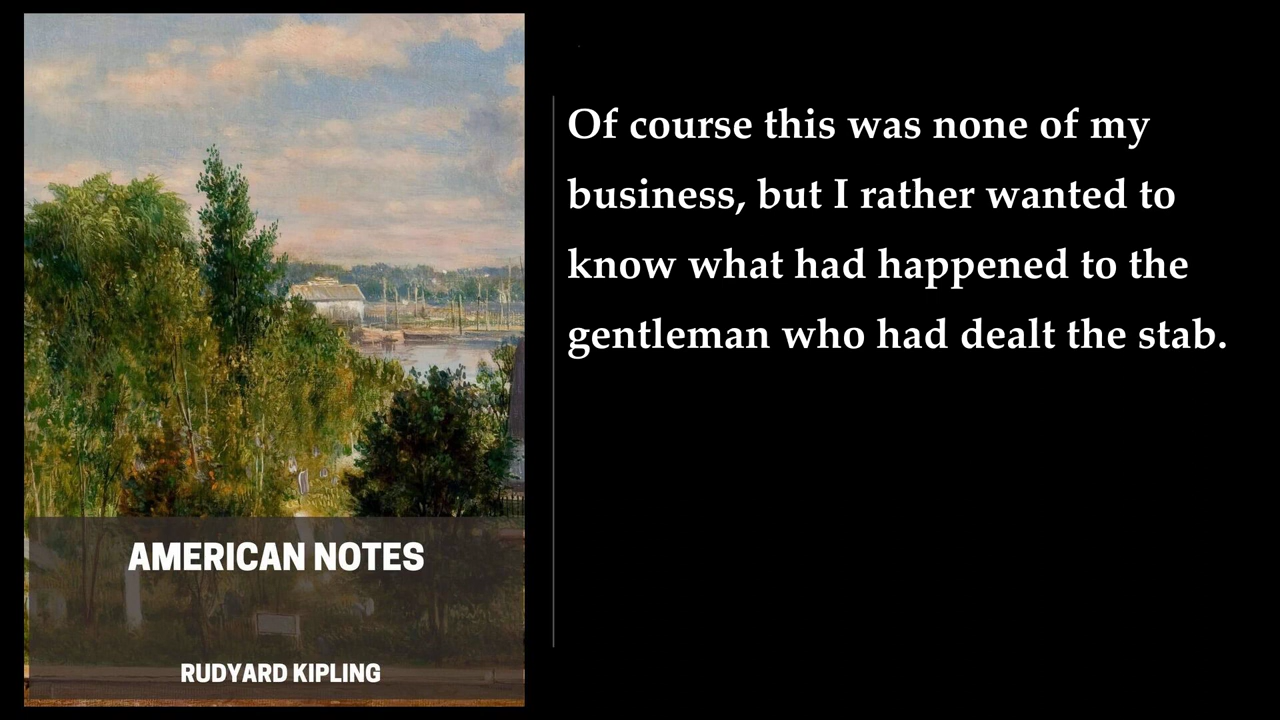 Of course this was none of my
business, but I rather wanted to
know what had happened to the
gentleman who had dealt the stab.
AMERICAN NOTES
RUDYARD KIPLING